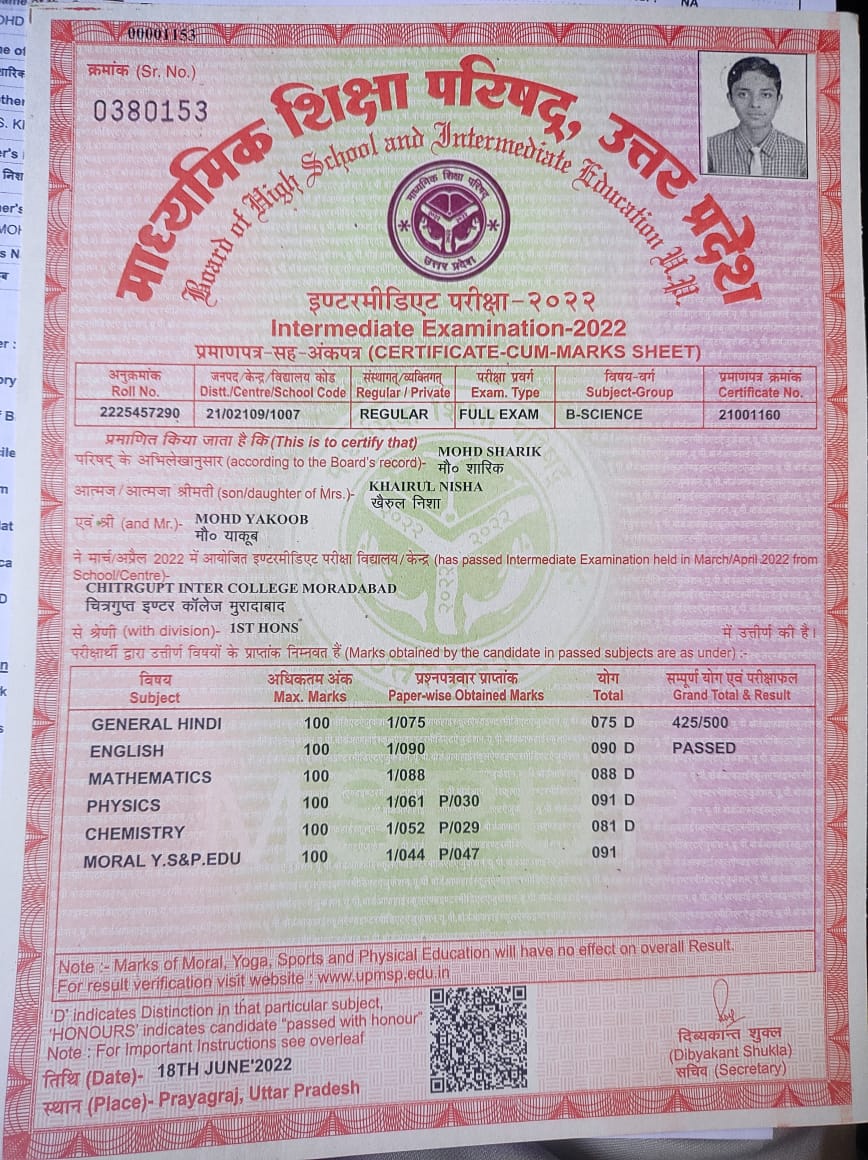 00001153
क्रमांक (Sr. No.)
0380153
माध्यमिक शिक्षा परिषद्, उत्तर प्रदेश
Board of High School and Intermediate Education U.P.
माध्यमिक शिक्षा परिषद
उत्तर प्रदेश
इण्टरमीडिएट परीक्षा-२०२२
Intermediate Examination-2022
प्रमाणपत्र-सह-अंकपत्र (CERTIFICATE-CUM-MARKS SHEET)
अनुक्रमांक जनपद/केन्द्र/विद्यालय कोड संस्थागत/व्यक्तिगत परीक्षा प्रवर्ग विषय-वर्ग प्रमाणपत्र क्रमांक
Roll No. Distt./Centre/School Code Regular / Private Exam. Type Subject-Group Certificate No.
2225457290 21/02109/1007 REGULAR FULL EXAM B-SCIENCE 21001160
प्रमाणित किया जाता है कि (This is to certify that)
परिषद् के अभिलेखानुसार (according to the Board's record)- MOHD SHARIK
मौ० शारिक
आत्मज/आत्मजा श्रीमती (son/daughter of Mrs.)- KHAIRUL NISHA
खैरुल निशा
एवं श्री (and Mr.)- MOHD YAKOOB
मौ० याकूब
ने मार्च/अप्रैल 2022 में आयोजित इण्टरमीडिएट परीक्षा विद्यालय/केन्द्र (has passed Intermediate Examination held in March/April 2022 from
School/Centre)-
CHITRGUPT INTER COLLEGE MORADABAD
चित्रगुप्त इण्टर कॉलेज मुरादाबाद
से श्रेणी (with division)- 1ST HONS में उत्तीर्ण की है।
परीक्षार्थी द्वारा उत्तीर्ण विषयों के प्राप्तांक निम्नवत हैं (Marks obtained by the candidate in passed subjects are as under) :-
विषय अधिकतम अंक प्रश्नपत्रवार प्राप्तांक योग सम्पूर्ण योग एवं परीक्षाफल
Subject Max. Marks Paper-wise Obtained Marks Total Grand Total & Result
GENERAL HINDI 100 1/075 075 D 425/500
ENGLISH 100 1/090 090 D PASSED
MATHEMATICS 100 1/088 088 D
PHYSICS 100 1/061 P/030 091 D
CHEMISTRY 100 1/052 P/029 081 D
MORAL Y.S&P.EDU 100 1/044 P/047 091
Note :- Marks of Moral, Yoga, Sports and Physical Education will have no effect on overall Result.
For result verification visit website : www.upmsp.edu.in
'D' indicates Distinction in that particular subject,
'HONOURS' indicates candidate "passed with honour"
Note : For Important Instructions see overleaf
तिथि (Date)- 18TH JUNE'2022
स्थान (Place)- Prayagraj, Uttar Pradesh
दिब्यकान्त शुक्ल
(Dibyakant Shukla)
सचिव (Secretary)